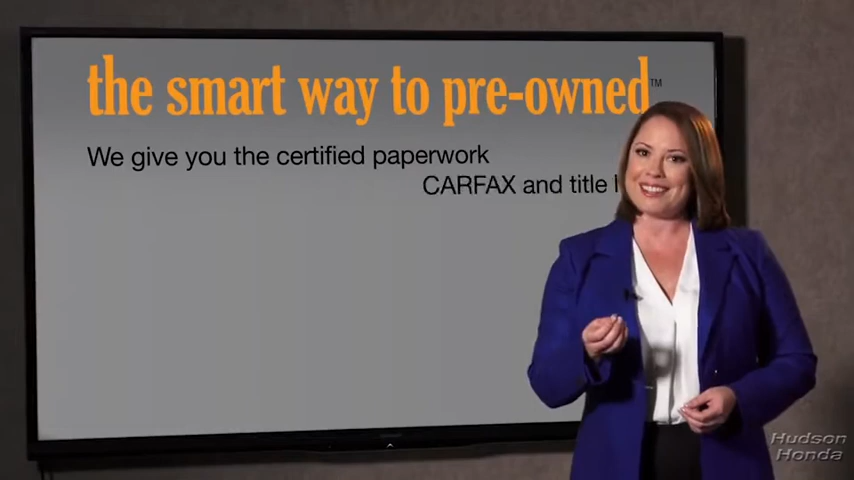 the smart way to pre-owned™
We give you the certified paperwork
CARFAX and title
Hudson
Honda